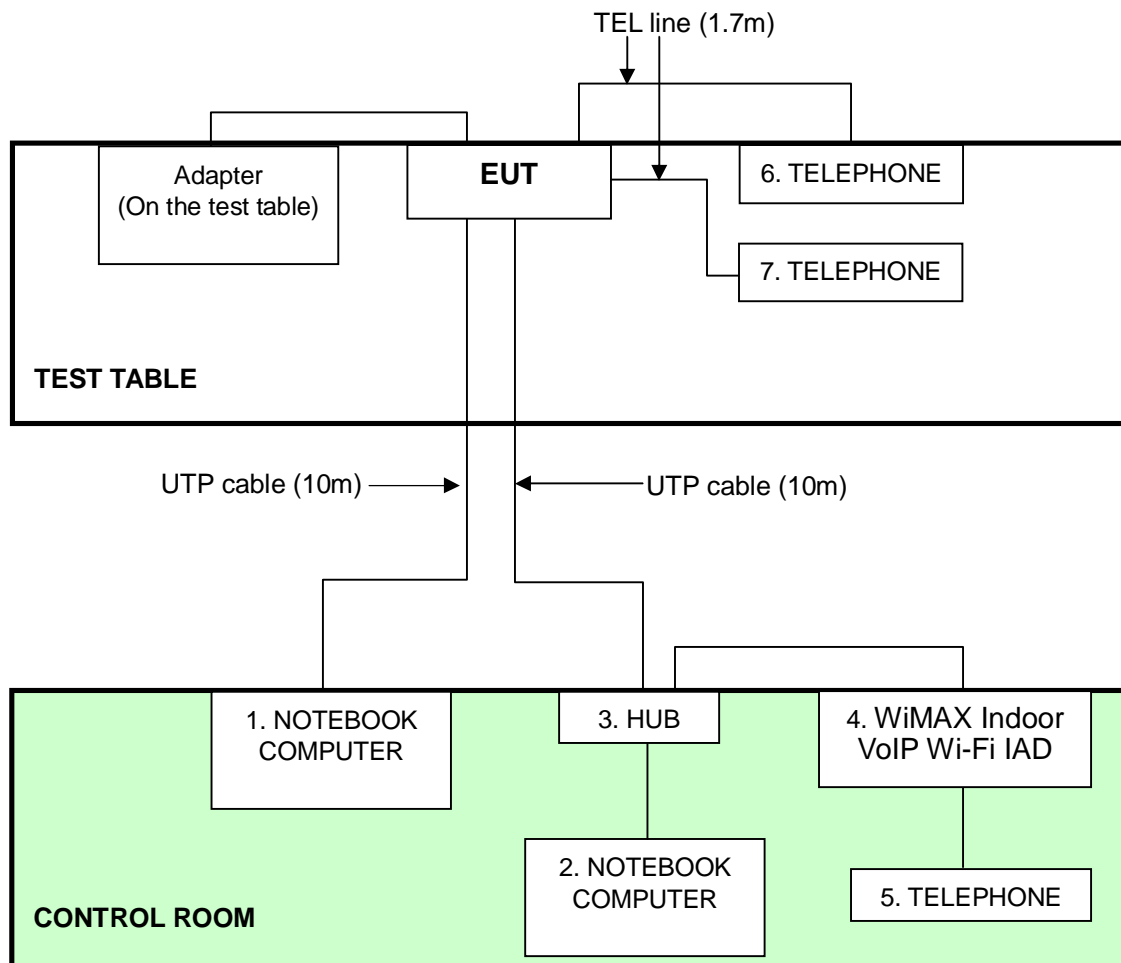 TEL line (1.7m)
Adapter
(On the test table)
EUT
6. TELEPHONE
7. TELEPHONE
TEST TABLE
UTP cable (10m)
UTP cable (10m)
1. NOTEBOOK
COMPUTER
3. HUB
4. WiMAX Indoor
VoIP Wi-Fi IAD
2. NOTEBOOK
COMPUTER
5. TELEPHONE
CONTROL ROOM